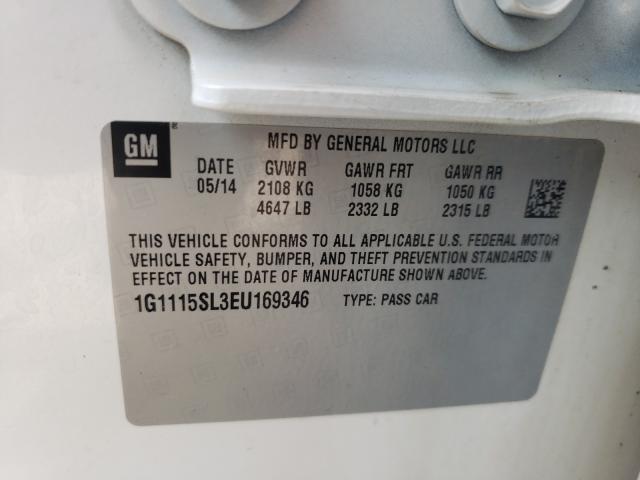 GM
MFD BY GENERAL MOTORS LLC
DATE GVWR GAWR FRT GAWR RR
05/14 2108 KG 1058 KG 1050 KG
4647 LB 2332 LB 2315 LB
THIS VEHICLE CONFORMS TO ALL APPLICABLE U.S. FEDERAL MOTOR
VEHICLE SAFETY, BUMPER, AND THEFT PREVENTION STANDARDS IN
EFFECT ON THE DATE OF MANUFACTURE SHOWN ABOVE.
1G1115SL3EU169346 TYPE: PASS CAR